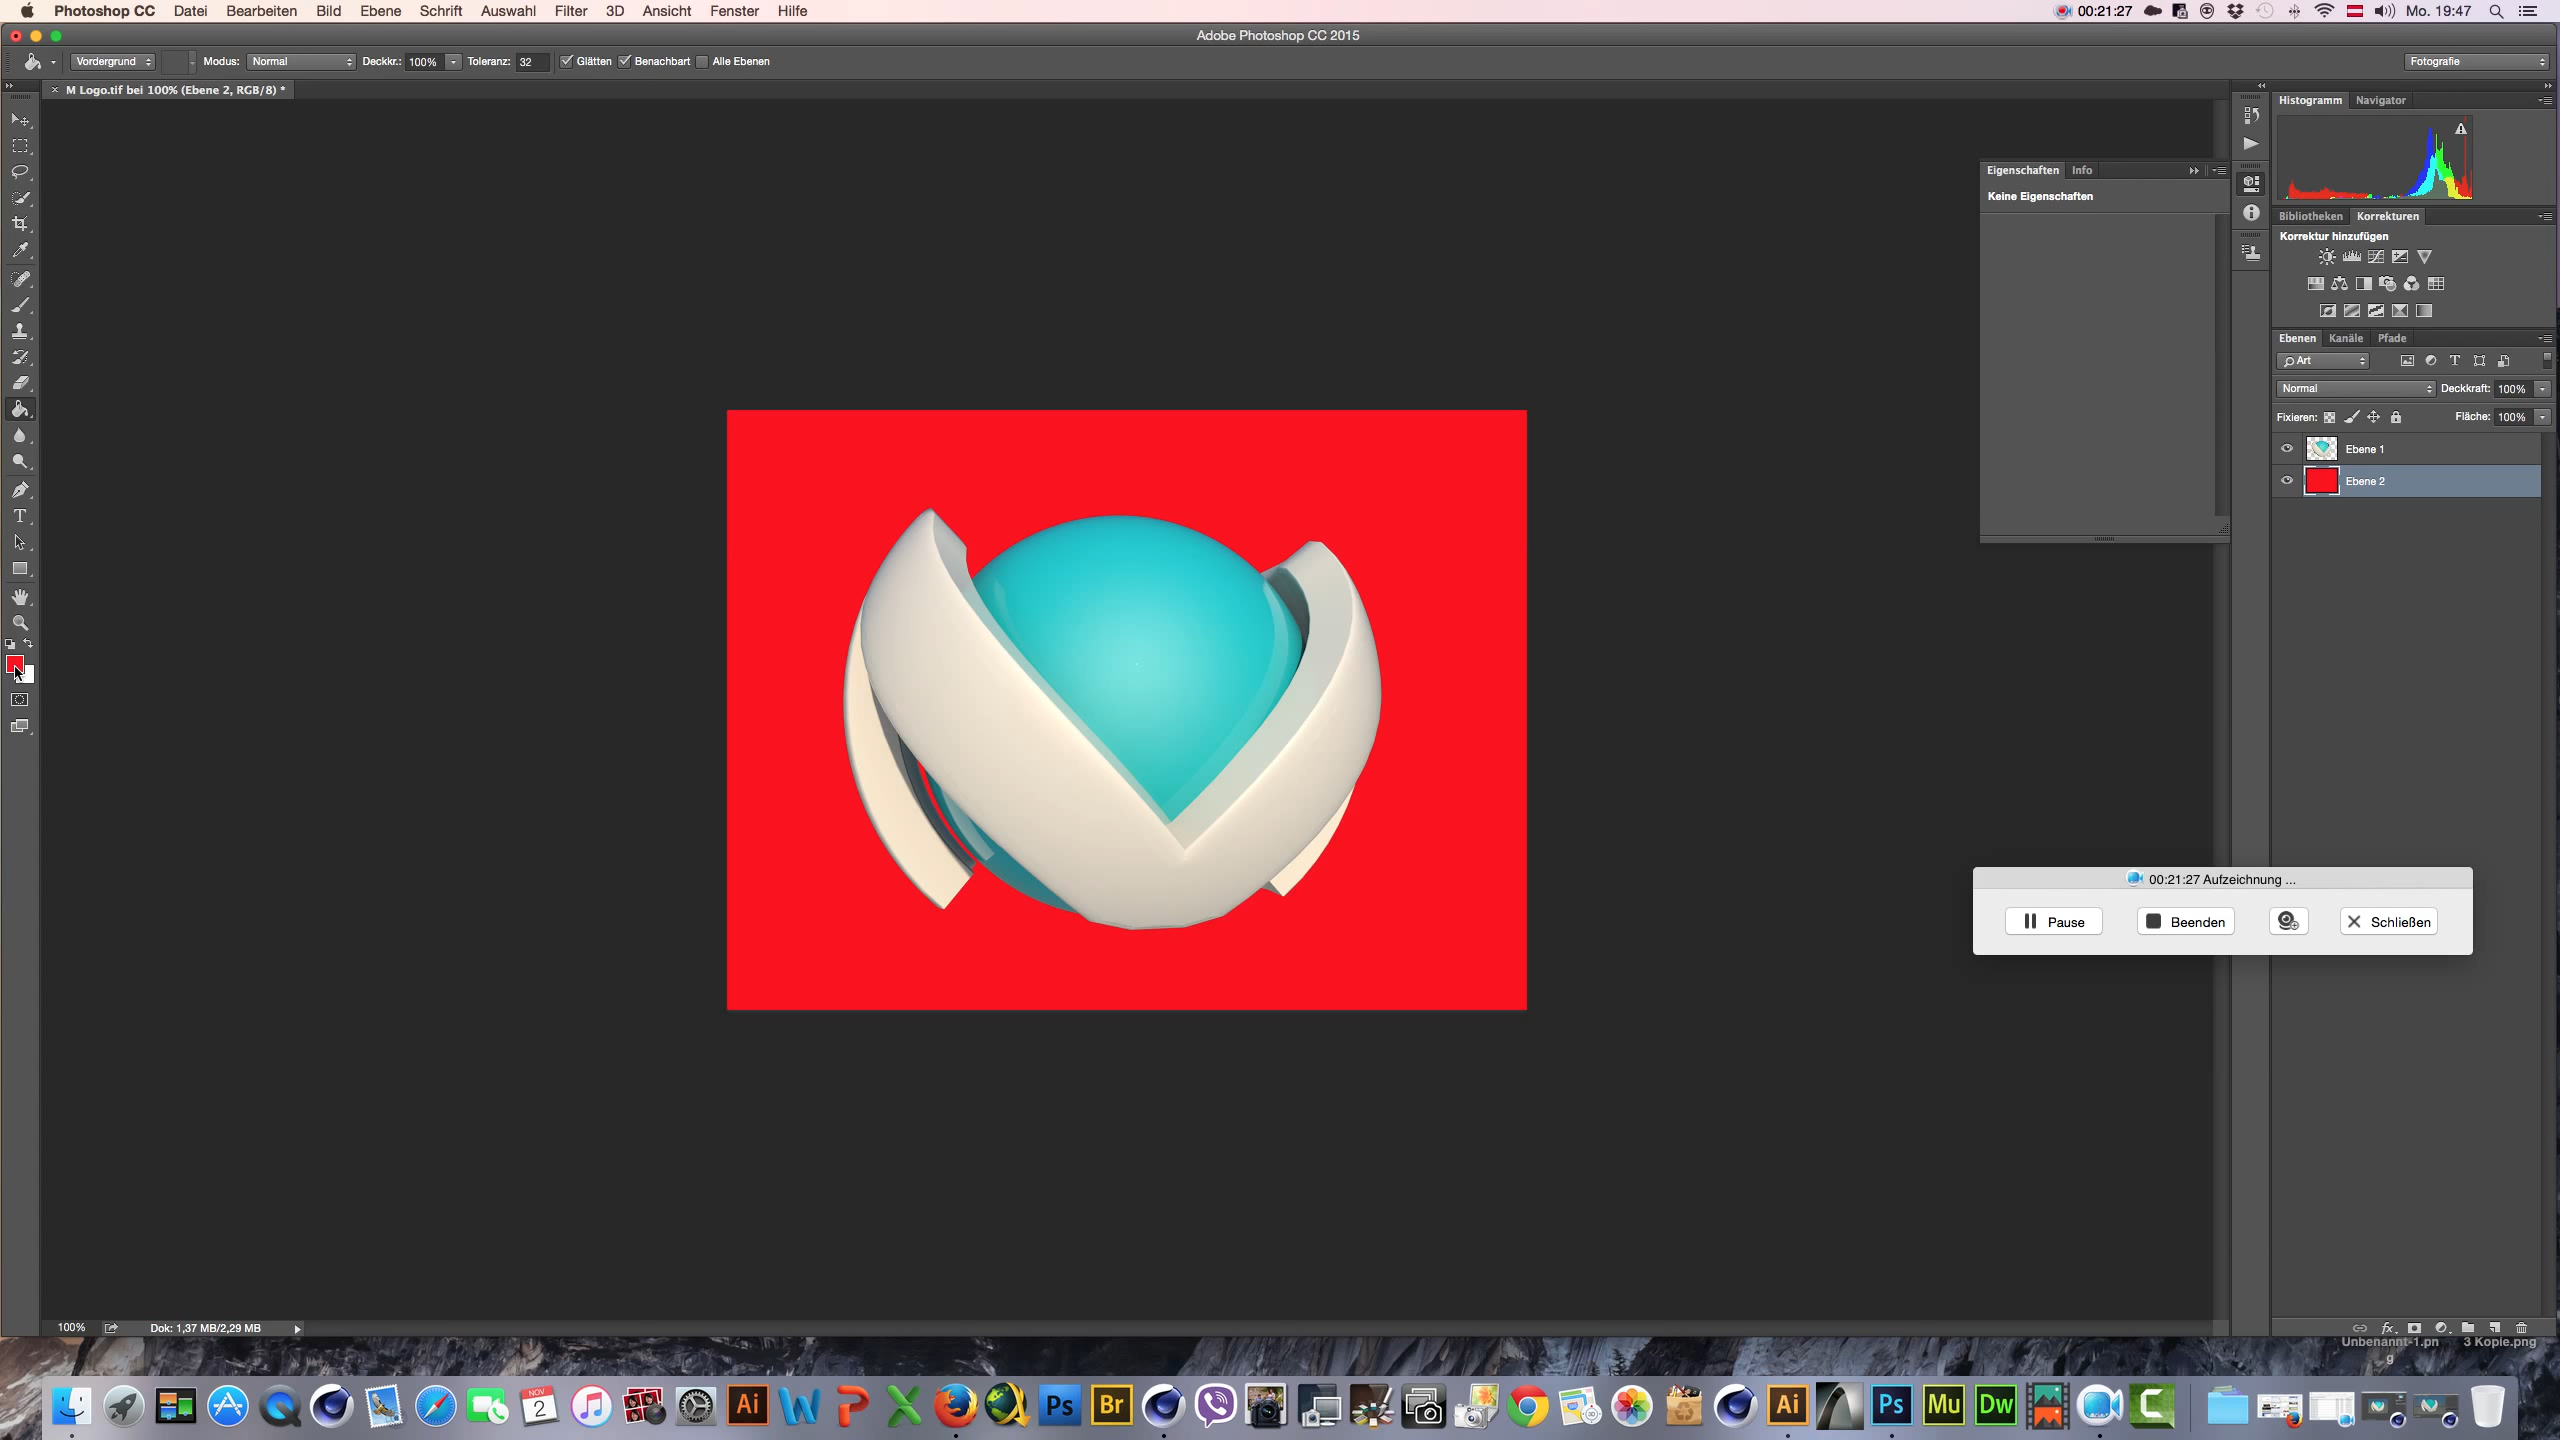 Photoshop CC Datei Bearbeiten Bild Ebene Schrift Auswahl Filter 3D Ansicht Fenster Hilfe 00:21:27 Mo. 19:47
Adobe Photoshop CC 2015
Vordergrund Modus: Normal Deckkr.: 100% Toleranz: 32 Glätten Benachbart Alle Ebenen Fotografie
× M Logo.tif bei 100% (Ebene 2, RGB/8) *
Histogramm Navigator
Eigenschaften Info
Keine Eigenschaften
Bibliotheken Korrekturen
Korrektur hinzufügen
Ebenen Kanäle Pfade
Art
Normal Deckkraft: 100%
Fixieren: Fläche: 100%
Ebene 1
Ebene 2
00:21:27 Aufzeichnung ...
Pause Beenden Schließen
100% Dok: 1,37 MB/2,29 MB
fx
Unbenannt-1.pn
g
3 Kopie.png
NOV
2
Ai Ps Br Ai Ps Mu Dw